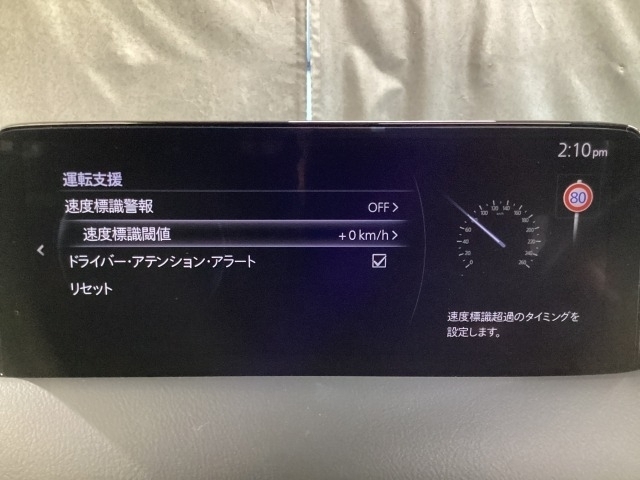 2:10pm
運転支援
速度標識警報 OFF
速度標識閾値 +0 km/h
ドライバー・アテンション・アラート
リセット
80
速度標識超過のタイミングを
設定します。